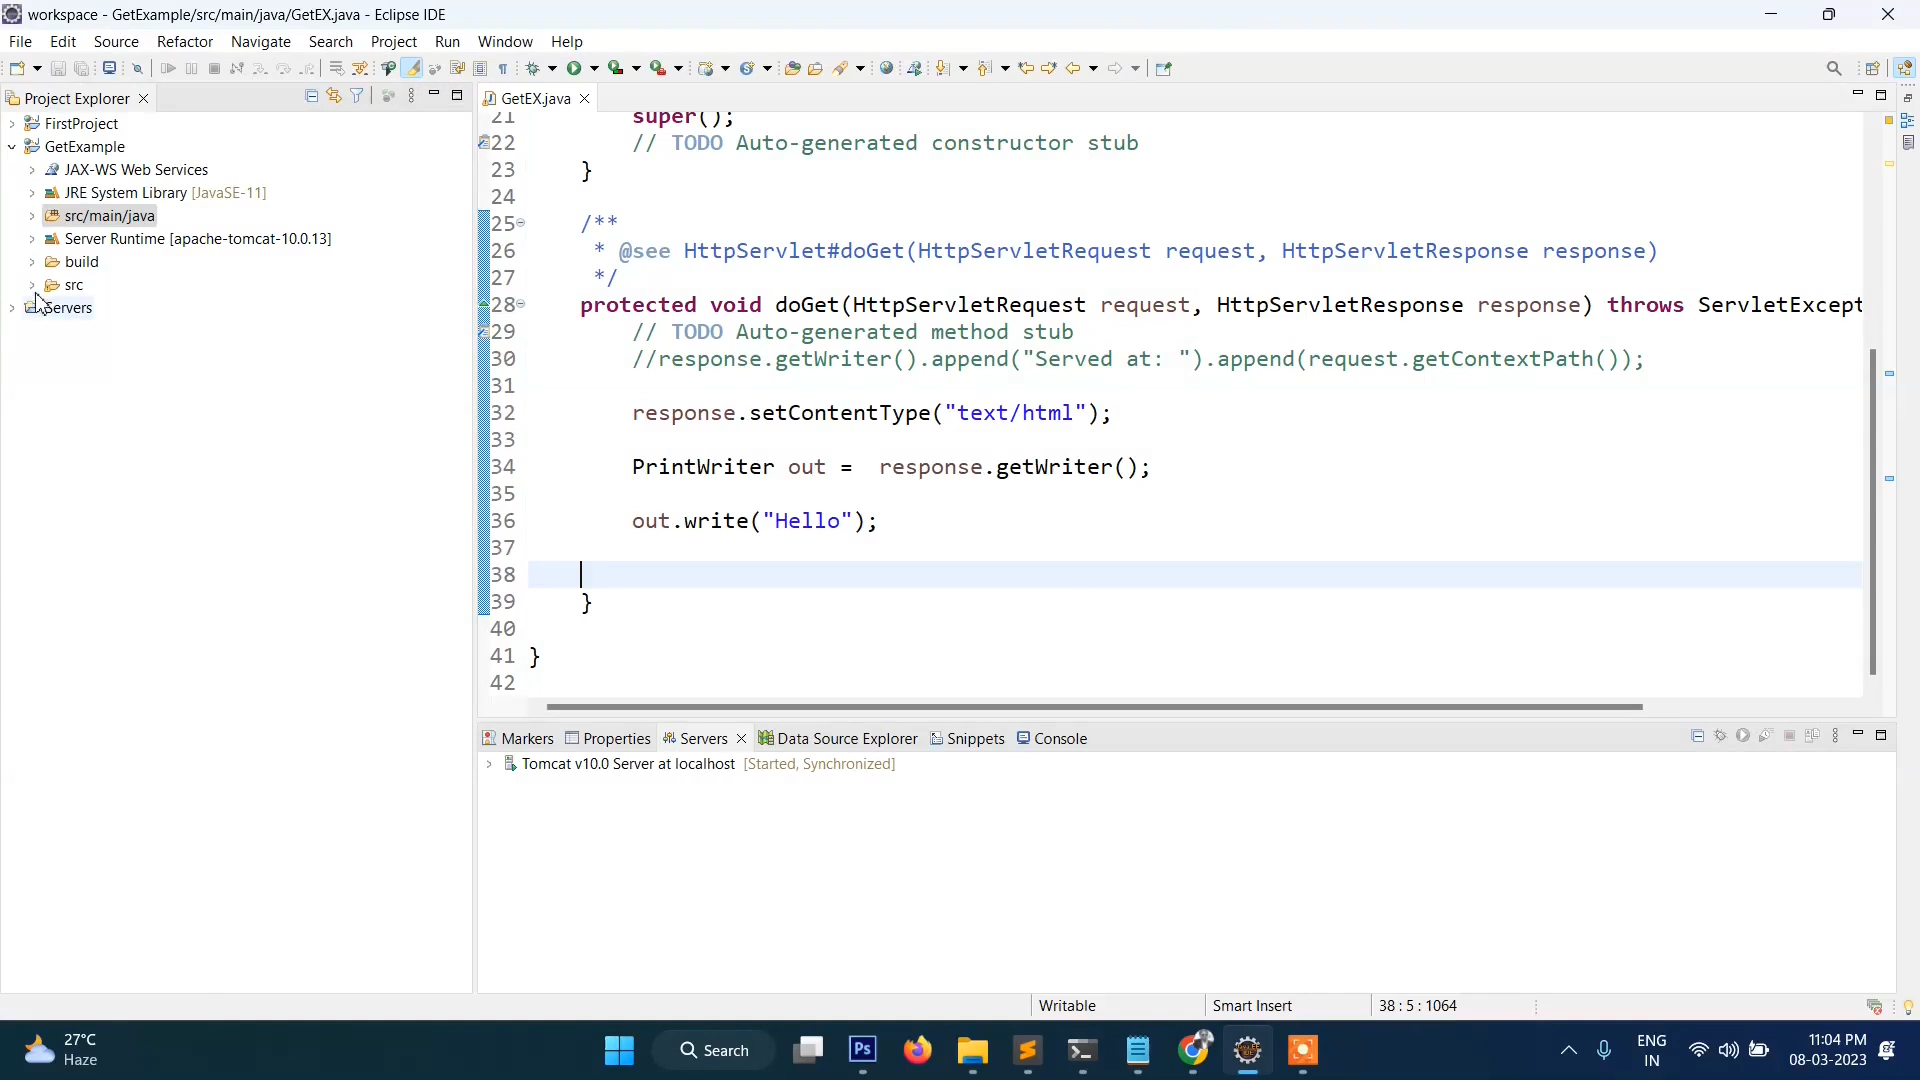 workspace - GetExample/src/main/java/GetEX.java - Eclipse IDE
File Edit Source Refactor Navigate Search Project Run Window Help
Project Explorer
FirstProject
GetExample
JAX-WS Web Services
JRE System Library [JavaSE-11]
src/main/java
Server Runtime [apache-tomcat-10.0.13]
build
src
Servers
GetEX.java
21 super();
22 // TODO Auto-generated constructor stub
23 }
24
25 /**
26 * @see HttpServlet#doGet(HttpServletRequest request, HttpServletResponse response)
27 */
28 protected void doGet(HttpServletRequest request, HttpServletResponse response) throws ServletExcept
29 // TODO Auto-generated method stub
30 //response.getWriter().append("Served at: ").append(request.getContextPath());
31
32 response.setContentType("text/html");
33
34 PrintWriter out =  response.getWriter();
35
36 out.write("Hello");
37
38
39 }
40
41 }
42
Markers Properties Servers Data Source Explorer Snippets Console
Tomcat v10.0 Server at localhost [Started, Synchronized]
Writable Smart Insert 38 : 5 : 1064
27°C
Haze
Search
Ps
ENG
IN
11:04 PM
08-03-2023